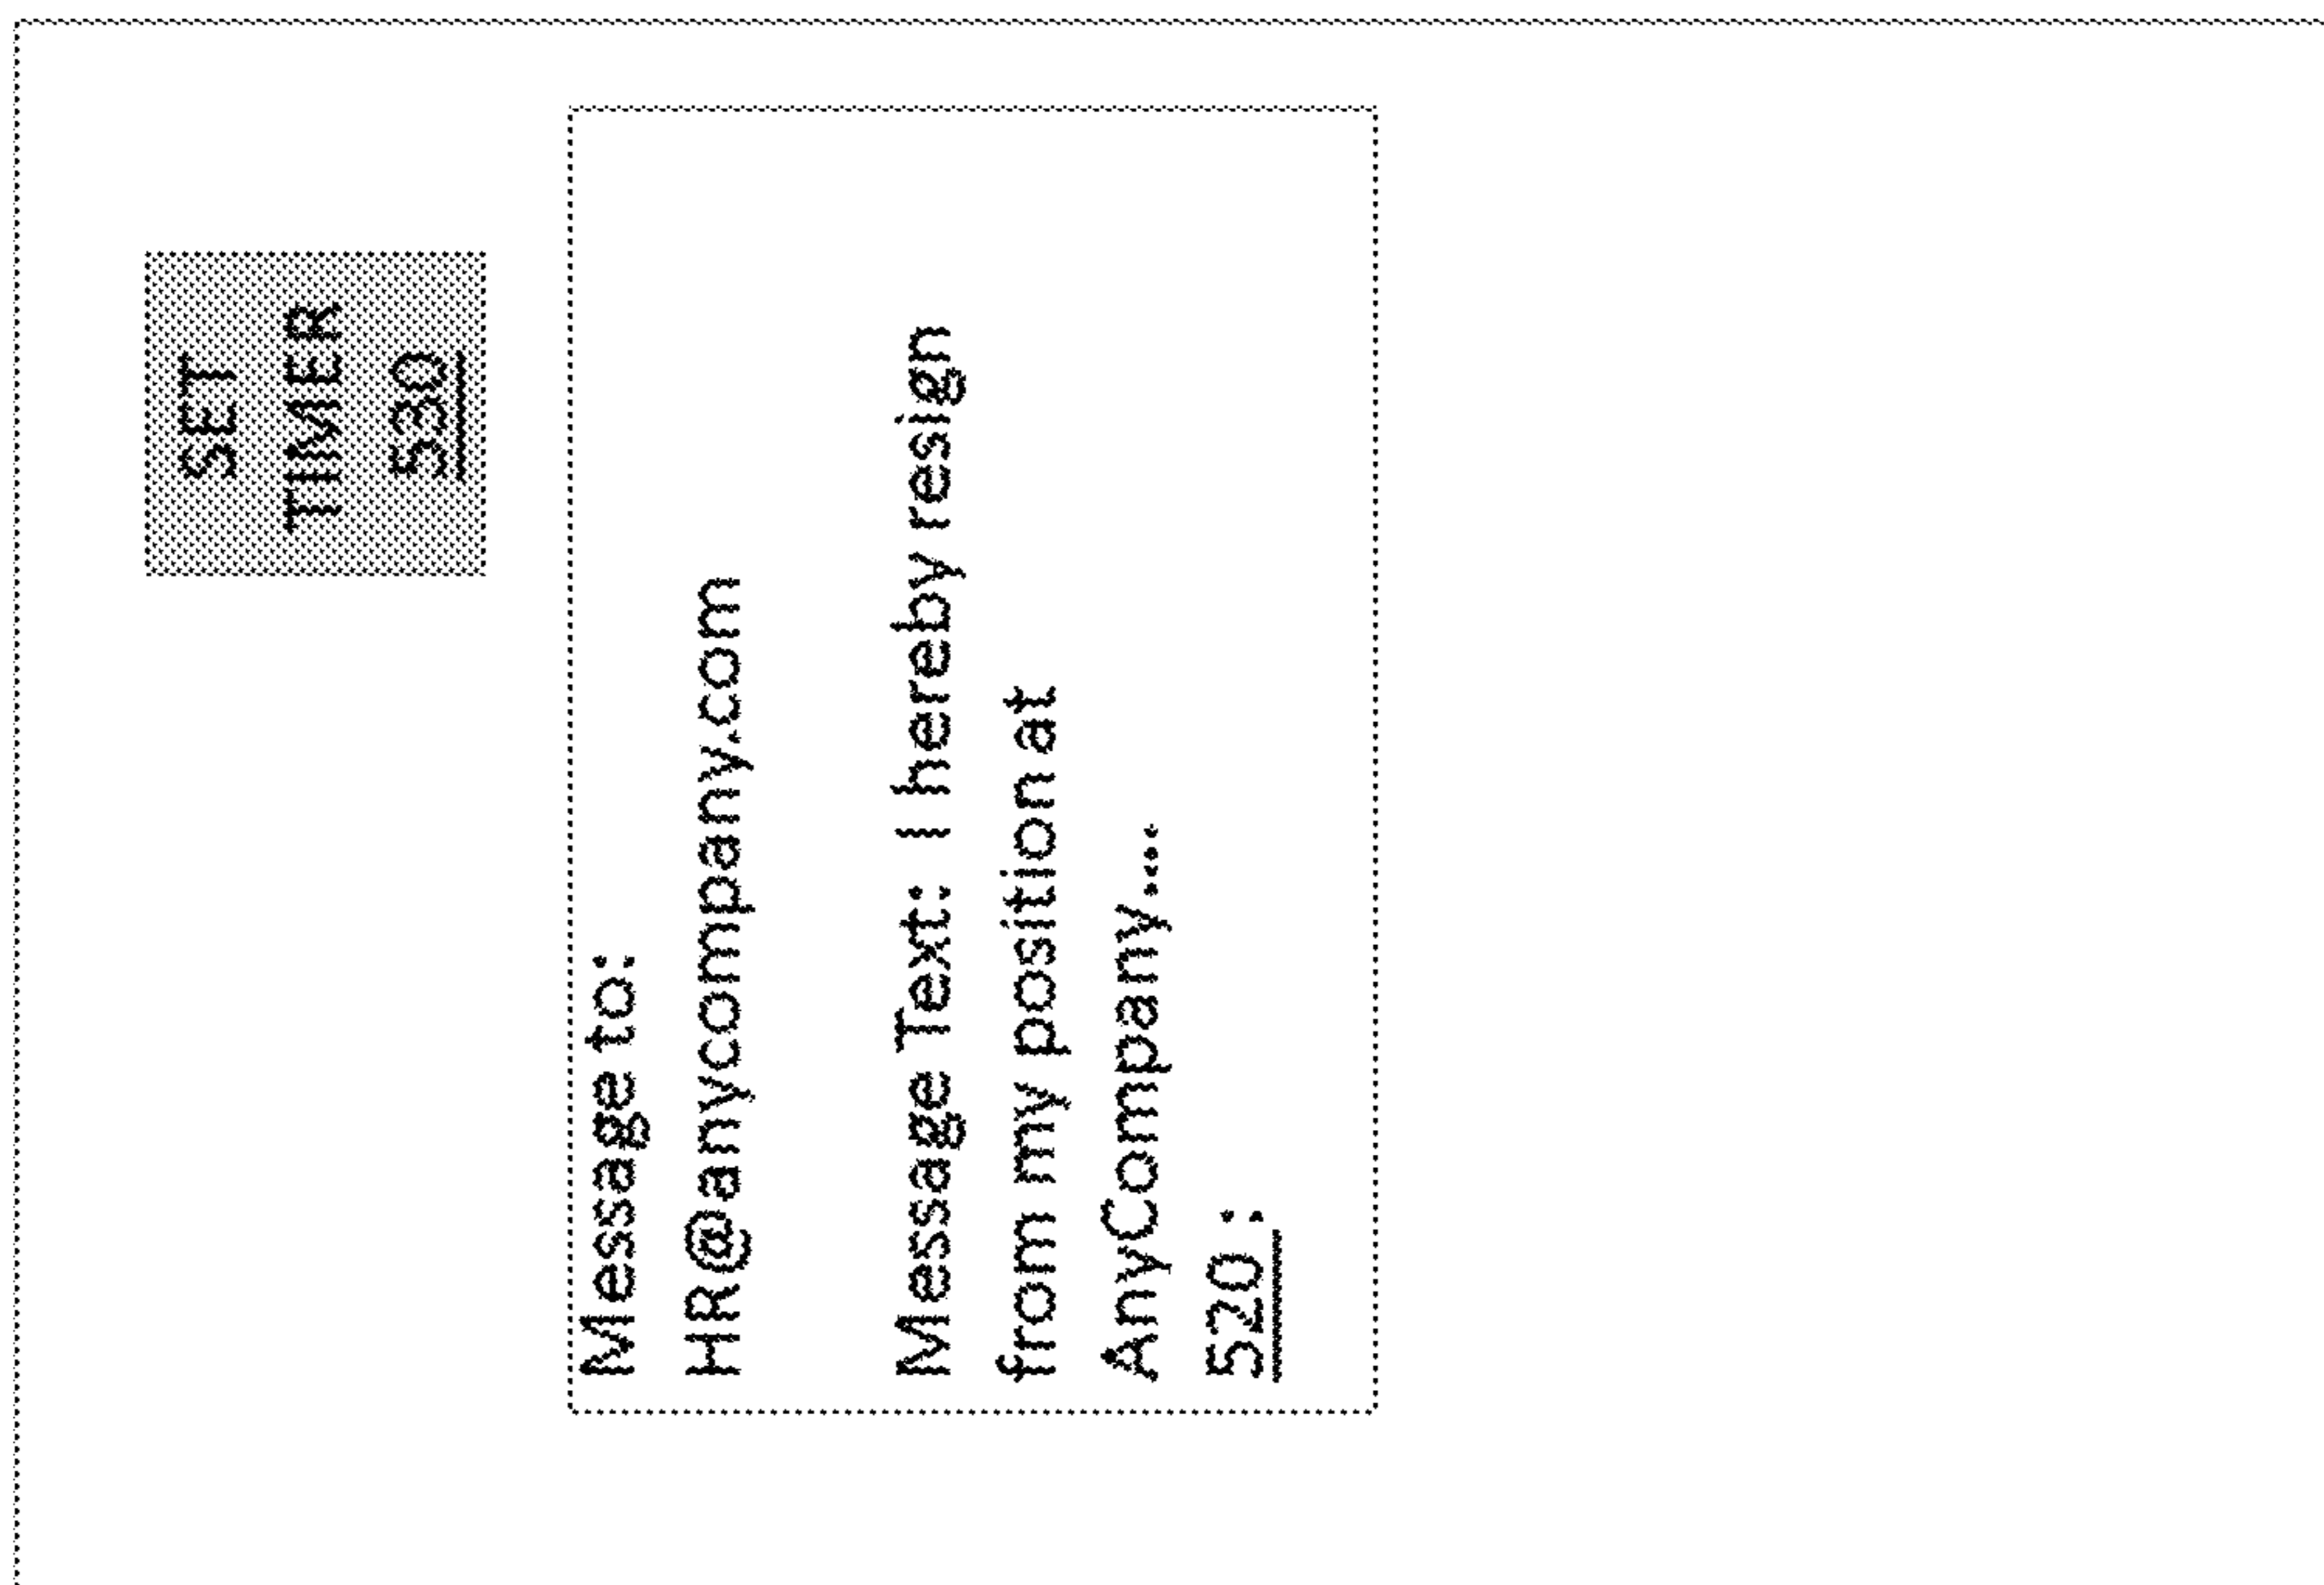 SET
TIMER
530
Message to:
HR@anycompany.com
Message Text: I hereby resign
from my position at
AnyCompany....
520 :